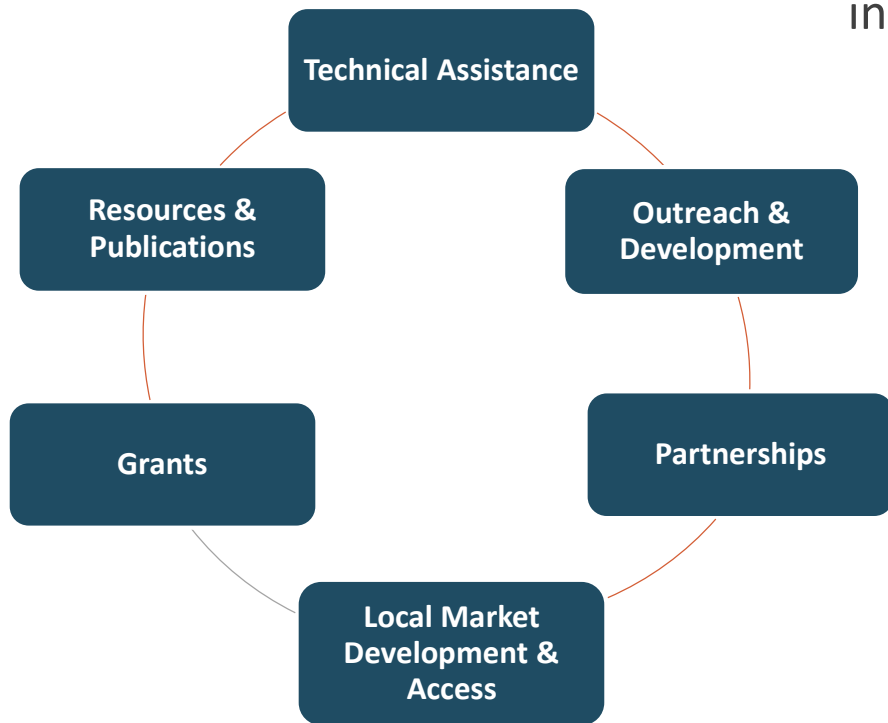 in
Technical Assistance
Resources &
Publications
Outreach &
Development
Grants
Partnerships
Local Market
Development &
Access